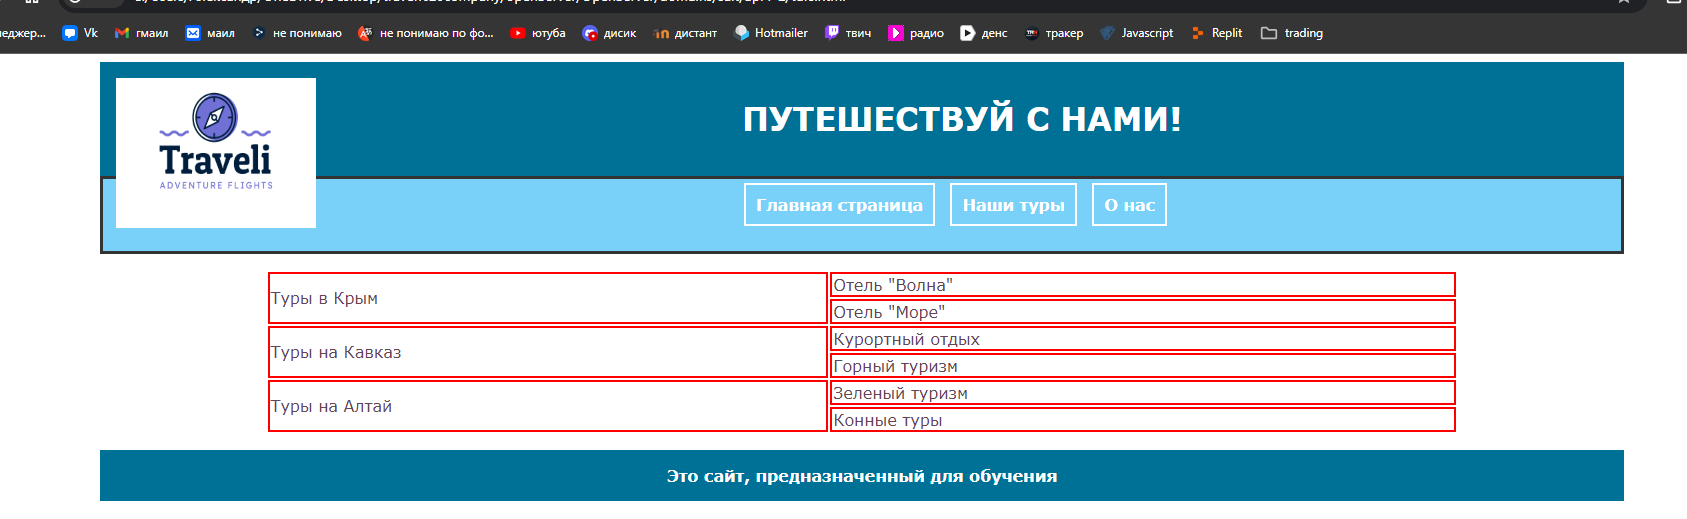 еджер... Vk гмаил маил не понимаю не понимаю по фо... ютуба дисик дистант Hotmailer твич радио денс тракер Javascript Replit trading
ПУТЕШЕСТВУЙ С НАМИ!
Traveli
ADVENTURE FLIGHTS
Главная страница Наши туры О нас
Туры в Крым
Отель "Волна"
Отель "Море"
Туры на Кавказ
Курортный отдых
Горный туризм
Туры на Алтай
Зеленый туризм
Конные туры
Это сайт, предназначенный для обучения